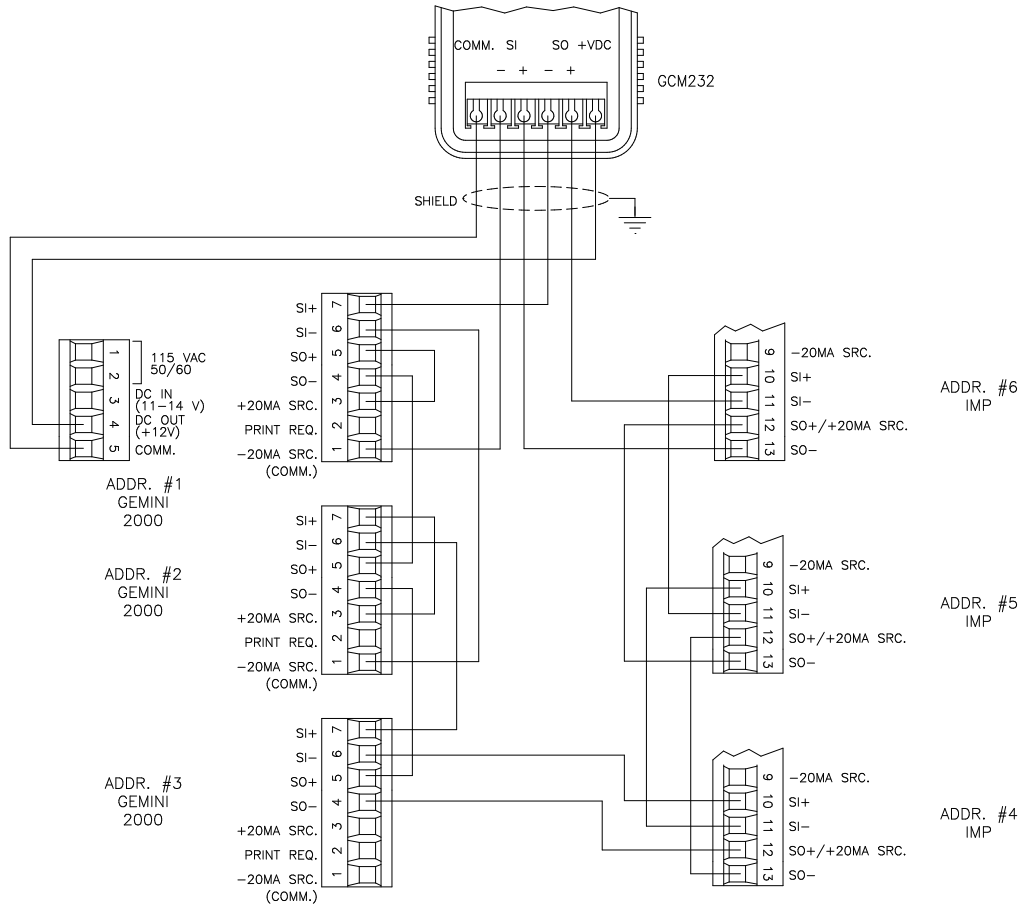 COMM. SI SO +VDC
− + − +
GCM232
SHIELD
1
2
3
4
5
115 VAC
50/60
DC IN
(11−14 V)
DC OUT
(+12V)
COMM.
ADDR. #1
GEMINI
2000
SI+ 7
SI− 6
SO+ 5
SO− 4
+20MA SRC. 3
PRINT REQ. 2
−20MA SRC. 1
(COMM.)
9 −20MA SRC.
10 SI+
11 SI−
12 SO+/+20MA SRC.
13 SO−
ADDR. #6
IMP
ADDR. #2
GEMINI
2000
SI+ 7
SI− 6
SO+ 5
SO− 4
+20MA SRC. 3
PRINT REQ. 2
−20MA SRC. 1
(COMM.)
9 −20MA SRC.
10 SI+
11 SI−
12 SO+/+20MA SRC.
13 SO−
ADDR. #5
IMP
ADDR. #3
GEMINI
2000
SI+ 7
SI− 6
SO+ 5
SO− 4
+20MA SRC. 3
PRINT REQ. 2
−20MA SRC. 1
(COMM.)
9 −20MA SRC.
10 SI+
11 SI−
12 SO+/+20MA SRC.
13 SO−
ADDR. #4
IMP